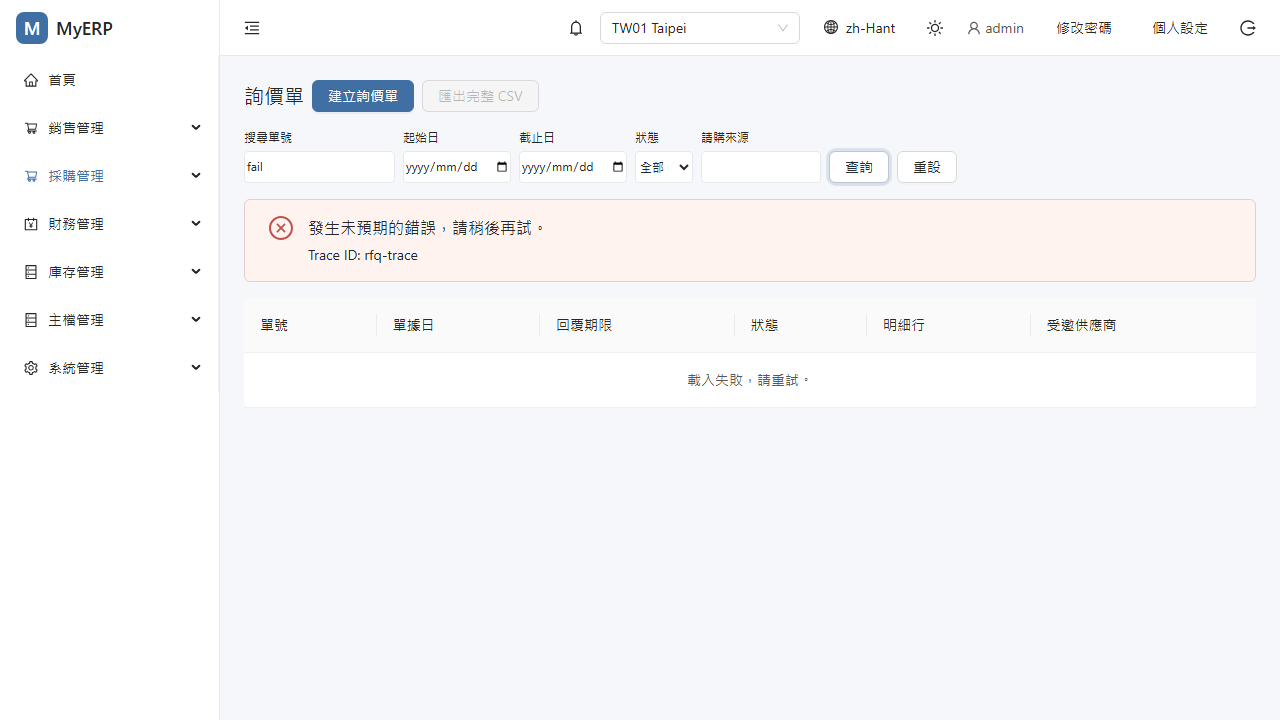 M MyERP
TW01 Taipei
zh-Hant
admin
修改密碼
個人設定
首頁
銷售管理
採購管理
財務管理
庫存管理
主檔管理
系統管理
詢價單
建立詢價單
匯出完整 CSV
搜尋單號
起始日
截止日
狀態
請購來源
fail
yyyy/mm/dd
yyyy/mm/dd
全部
查詢
重設
發生未預期的錯誤，請稍後再試。
Trace ID: rfq-trace
單號
單據日
回覆期限
狀態
明細行
受邀供應商
載入失敗，請重試。